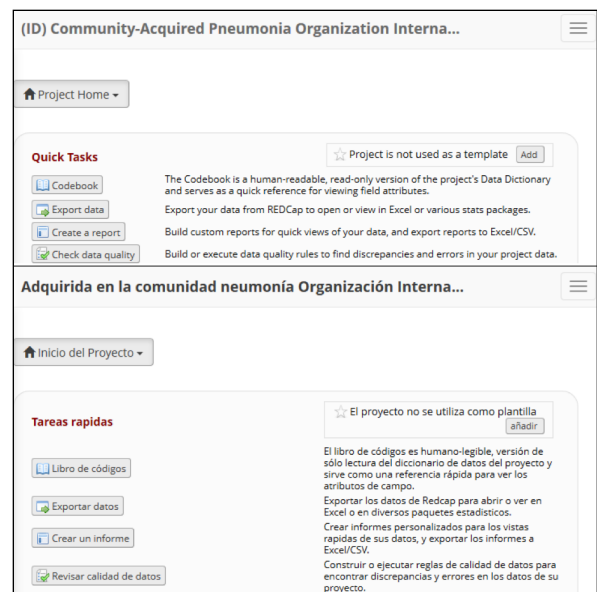 (ID) Community-Acquired Pneumonia Organization Interna...
Project Home
Quick Tasks
Project is not used as a template Add
Codebook
The Codebook is a human-readable, read-only version of the project's Data Dictionary
and serves as a quick reference for viewing field attributes.
Export data
Export your data from REDCap to open or view in Excel or various stats packages.
Create a report
Build custom reports for quick views of your data, and export reports to Excel/CSV.
Check data quality
Build or execute data quality rules to find discrepancies and errors in your project data.
Adquirida en la comunidad neumonía Organización Interna...
Inicio del Proyecto
Tareas rapidas
El proyecto no se utiliza como plantilla
añadir
Libro de códigos
El libro de códigos es humano-legible, versión de
sólo lectura del diccionario de datos del proyecto y
sirve como una referencia rápida para ver los
atributos de campo.
Exportar datos
Exportar los datos de Redcap para abrir o ver en
Excel o en diversos paquetes estadisticos.
Crear un informe
Crear informes personalizados para los vistas
rapidas de sus datos, y exportar los informes a
Excel/CSV.
Revisar calidad de datos
Construir o ejecutar reglas de calidad de datos para
encontrar discrepancias y errores en los datos de su
proyecto.